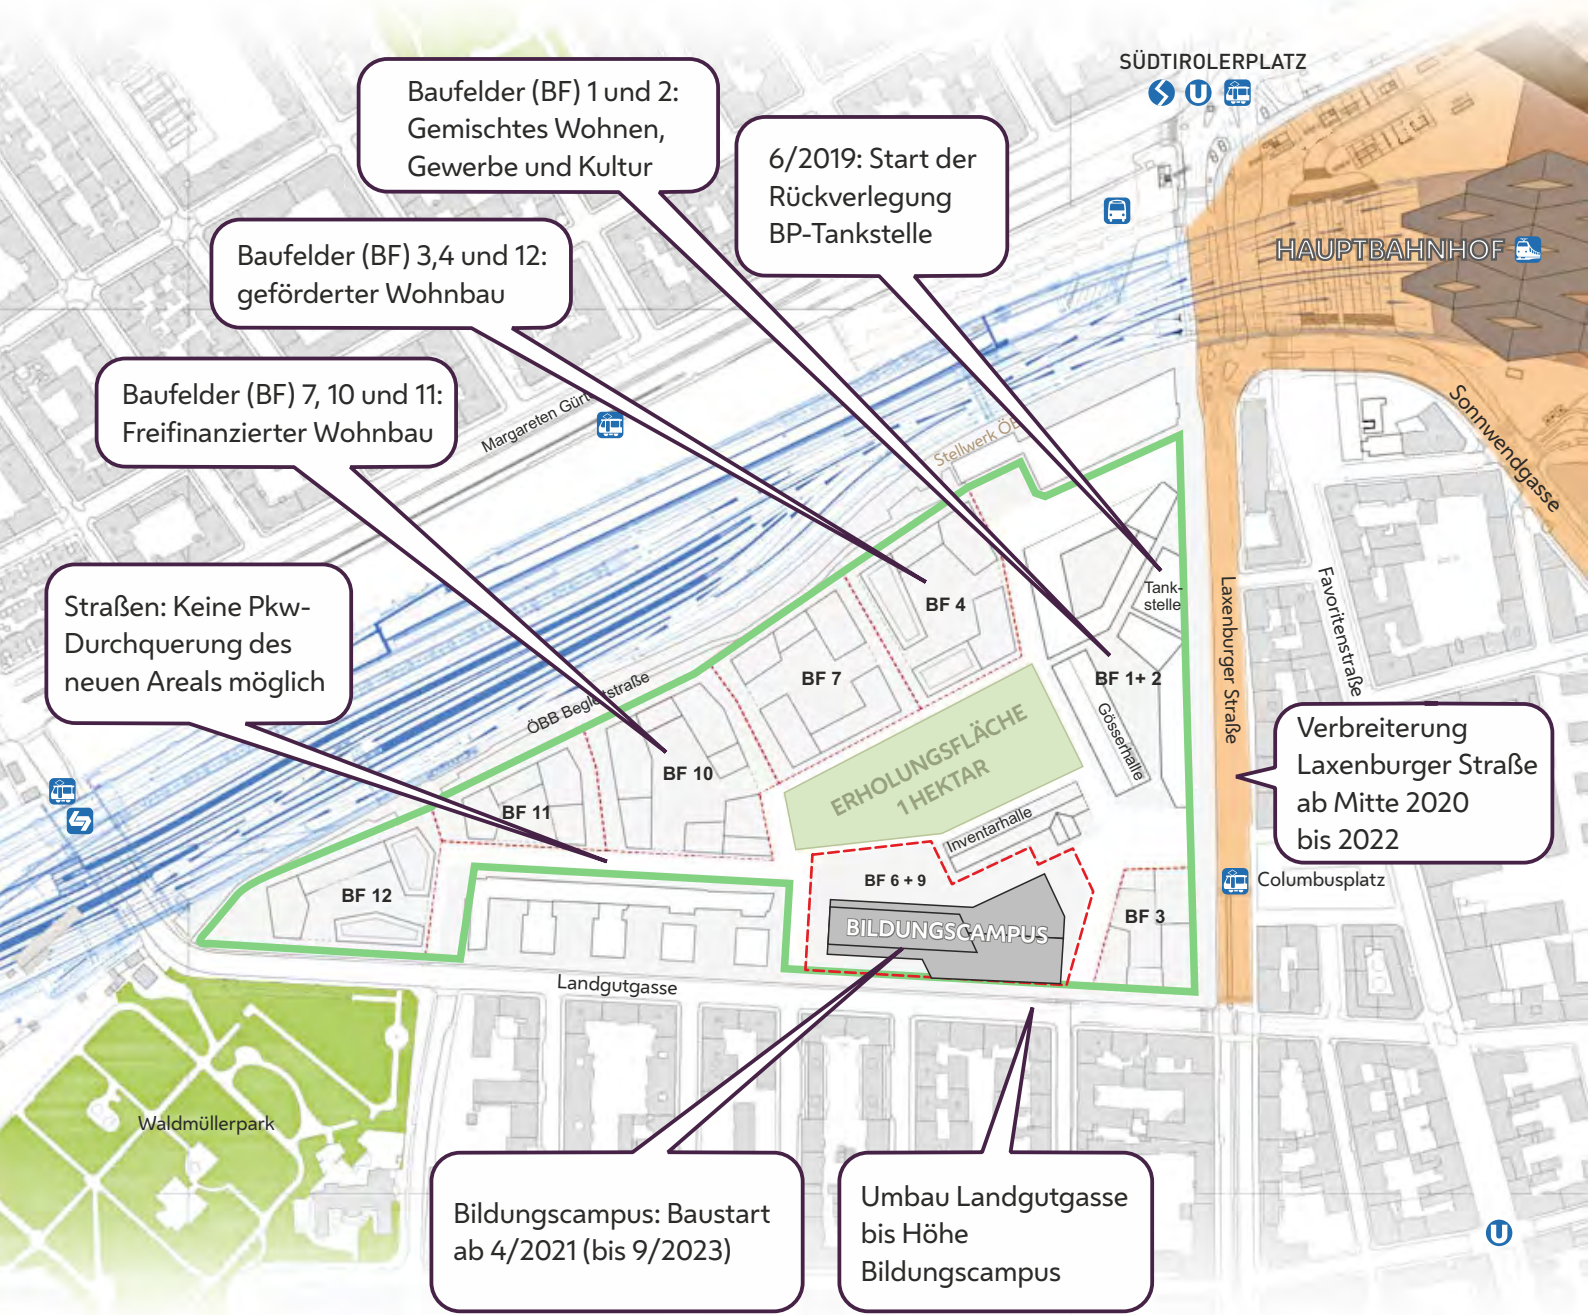 SÜDTIROLERPLATZ
Baufelder (BF) 1 und 2:
Gemischtes Wohnen,
Gewerbe und Kultur
6/2019: Start der
Rückverlegung
BP-Tankstelle
HAUPTBAHNHOF
Baufelder (BF) 3,4 und 12:
geförderter Wohnbau
Baufelder (BF) 7, 10 und 11:
Freifinanzierter Wohnbau
Margareten Gürt
Stellwerk ÖB
Sonnwendgasse
Straßen: Keine Pkw-
Durchquerung des
neuen Areals möglich
Tank-
stelle
BF 4
Laxenburger Straße
Favoritenstraße
BF 7
BF 1+ 2
ÖBB Begleitstraße
Gösserhalle
ERHOLUNGSFLÄCHE
1 HEKTAR
BF 10
BF 11
Inventarhalle
Verbreiterung
Laxenburger Straße
ab Mitte 2020
bis 2022
Columbusplatz
BF 12
BF 6 + 9
BF 3
BILDUNGSCAMPUS
Landgutgasse
Waldmüllerpark
Bildungscampus: Baustart
ab 4/2021 (bis 9/2023)
Umbau Landgutgasse
bis Höhe
Bildungscampus